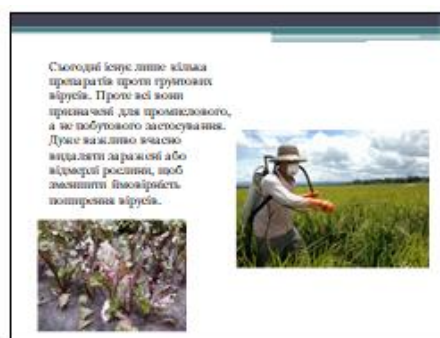 Сьогодні існує лише кілька
препаратів проти ґрунтових
вірусів. Проте всі вони
призначені для промислового,
а не побутового застосування.
Дуже важливо вчасно
видаляти заражені або
відмерлі рослини, щоб
зменшити ймовірність
поширення вірусів.